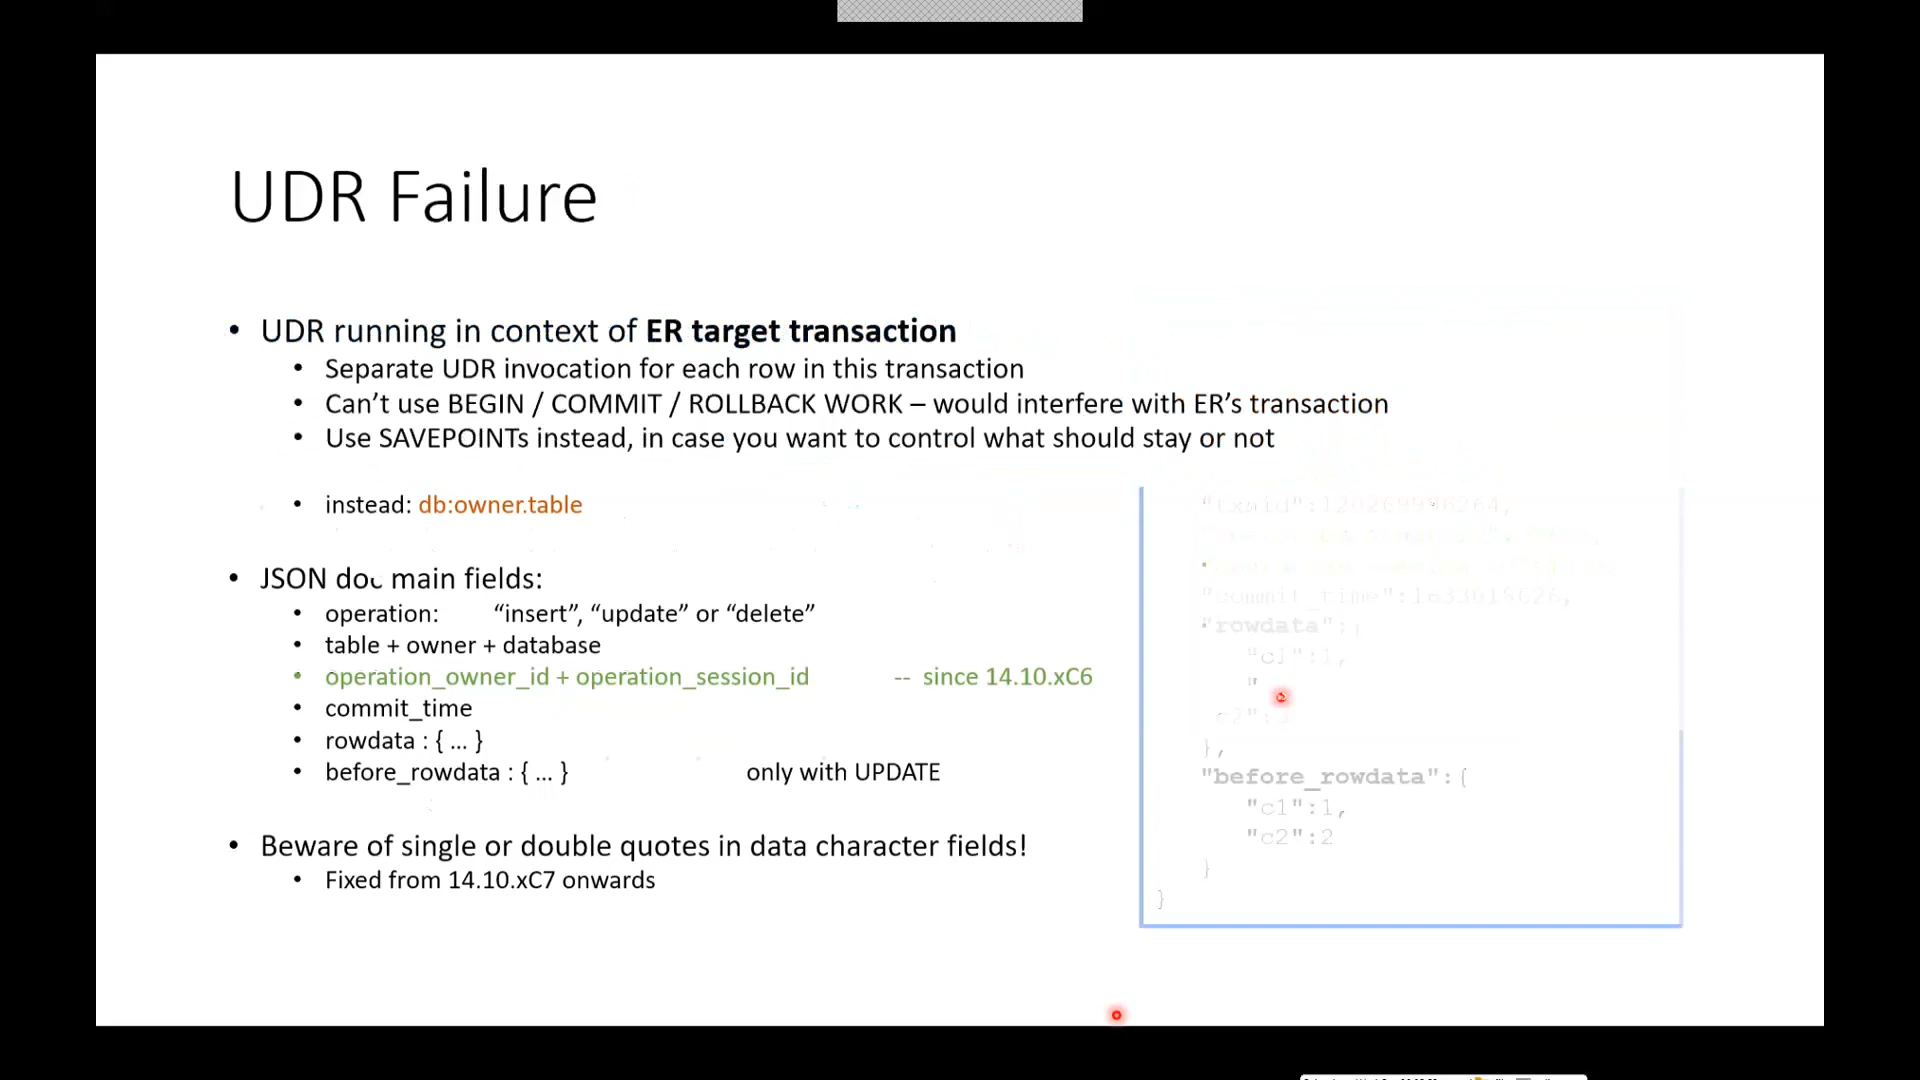 UDR Failure
• UDR running in context of ER target transaction
• Separate UDR invocation for each row in this transaction
• Can’t use BEGIN / COMMIT / ROLLBACK WORK – would interfere with ER’s transaction
• Use SAVEPOINTs instead, in case you want to control what should stay or not
• instead: db:owner.table
• JSON doc main fields:
• operation: “insert”, “update” or “delete”
• table + owner + database
• operation_owner_id + operation_session_id -- since 14.10.xC6
• commit_time
• rowdata : { ... }
• before_rowdata : { ... } only with UPDATE
• Beware of single or double quotes in data character fields!
• Fixed from 14.10.xC7 onwards
"commit_time":1633019626,
"rowdata":{
"c1":1,
"
c2":
},
"before_rowdata":{
"c1":1,
"c2":2
}
}